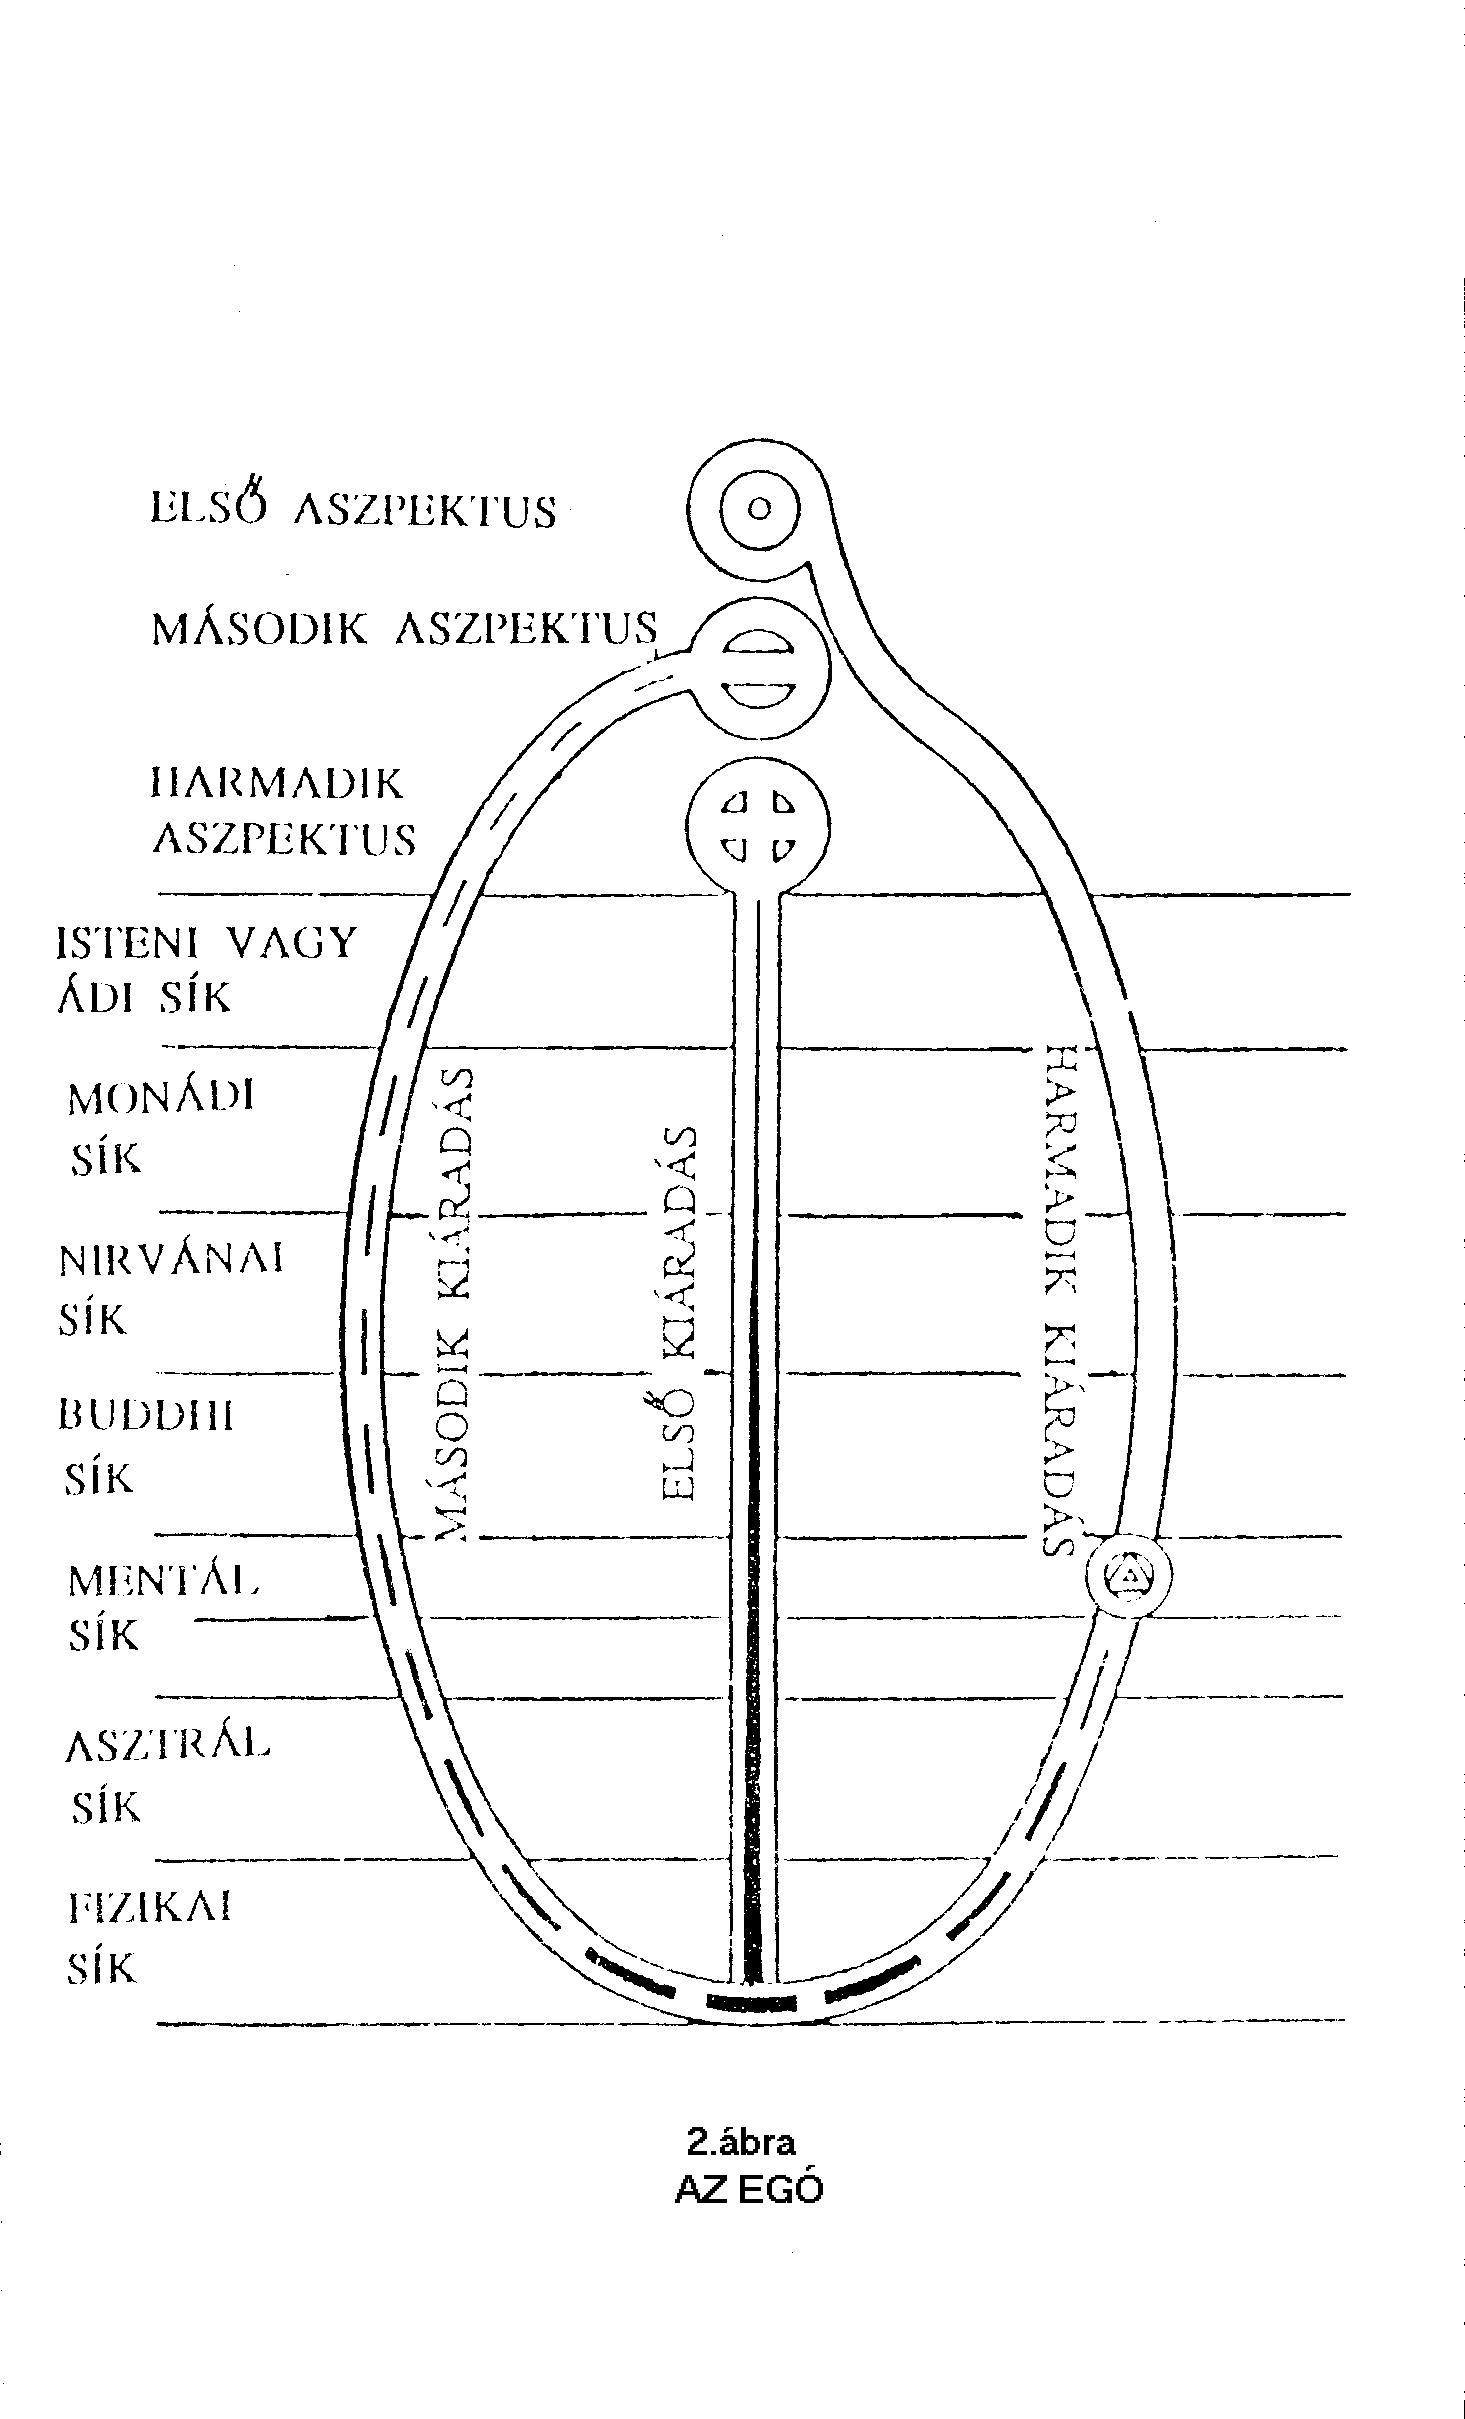 ELSŐ ASZPEKTUS
MÁSODIK ASZPEKTUS
HARMADIK
ASZPEKTUS
ISTENI VAGY
ÁDI SÍK
MONÁDI
SÍK
NIRVÁNAI
SÍK
BUDDHI
SÍK
MENTÁL
SÍK
ASZTRÁL
SÍK
FIZIKAI
SÍK
MÁSODIK KIÁRADÁS
ELSŐ KIÁRADÁS
HARMADIK KIÁRADÁS
2.ábra
AZ EGÓ